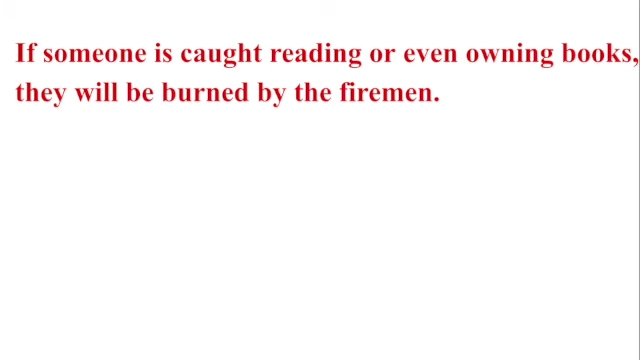 If someone is caught reading or even owning books,
they will be burned by the firemen.